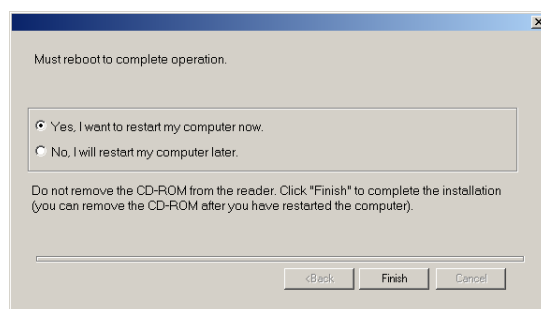 Must reboot to complete operation.
Yes, I want to restart my computer now.
No, I will restart my computer later.
Do not remove the CD-ROM from the reader. Click "Finish" to complete the installation
(you can remove the CD-ROM after you have restarted the computer).
<Back
Finish
Cancel